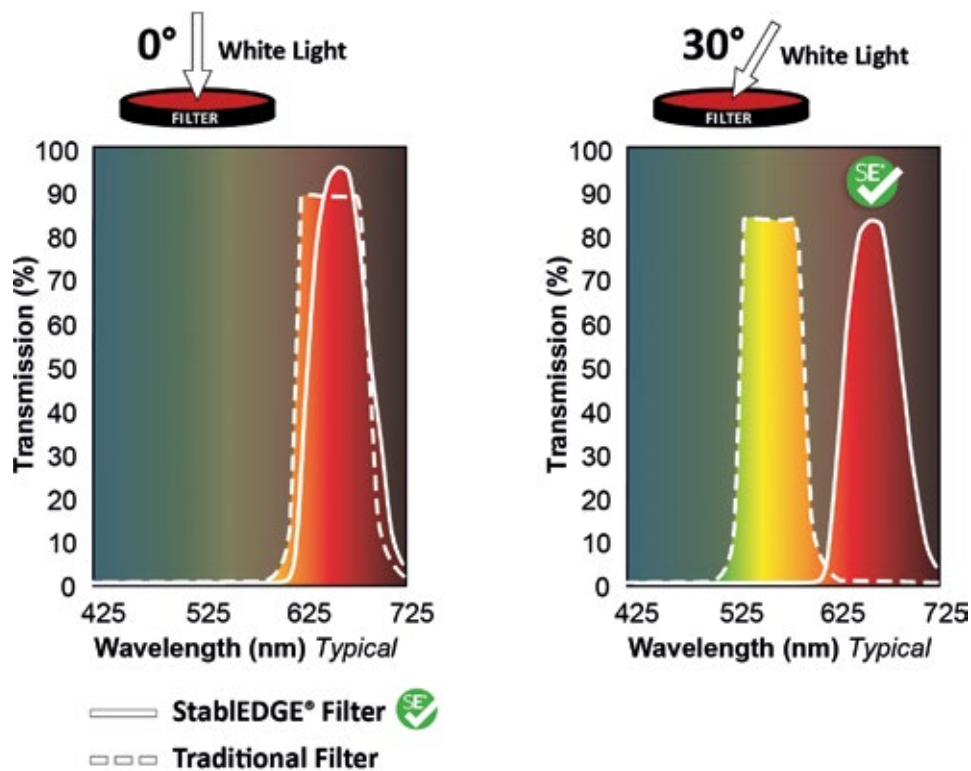 0°
White Light
FILTER
100
90
80
70
60
50
40
30
20
10
0
Transmission (%)
425 525 625 725
Wavelength (nm) Typical
30°
White Light
FILTER
SE®
100
90
80
70
60
50
40
30
20
10
0
Transmission (%)
425 525 625 725
Wavelength (nm) Typical
StablEDGE® Filter SE®
Traditional Filter